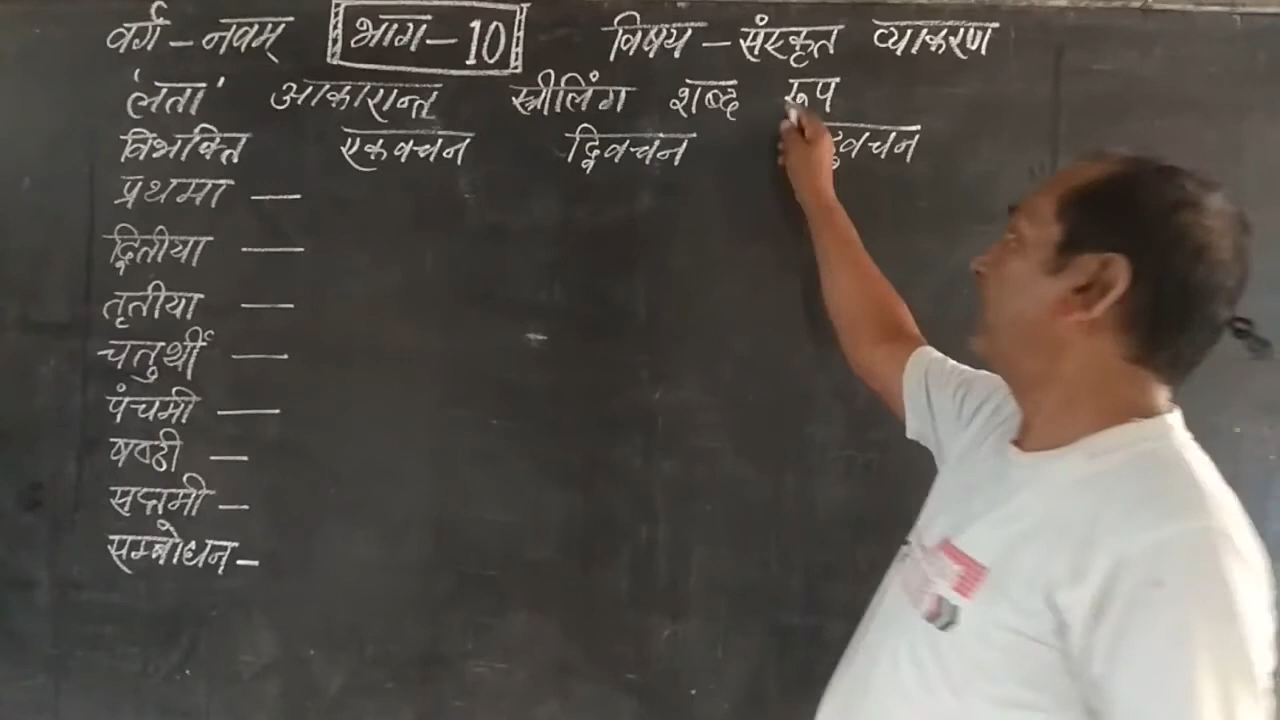 वर्ग - नवम् भाग - 10 विषय - संस्कृत व्याकरण
'लता' आकारान्त स्त्रीलिंग शब्द रूप
विभक्ति एकवचन द्विवचन हुवचन
प्रथमा —
द्वितीया —
तृतीया —
चतुर्थी —
पंचमी —
षष्ठी —
सप्तमी -
सम्बोधन -